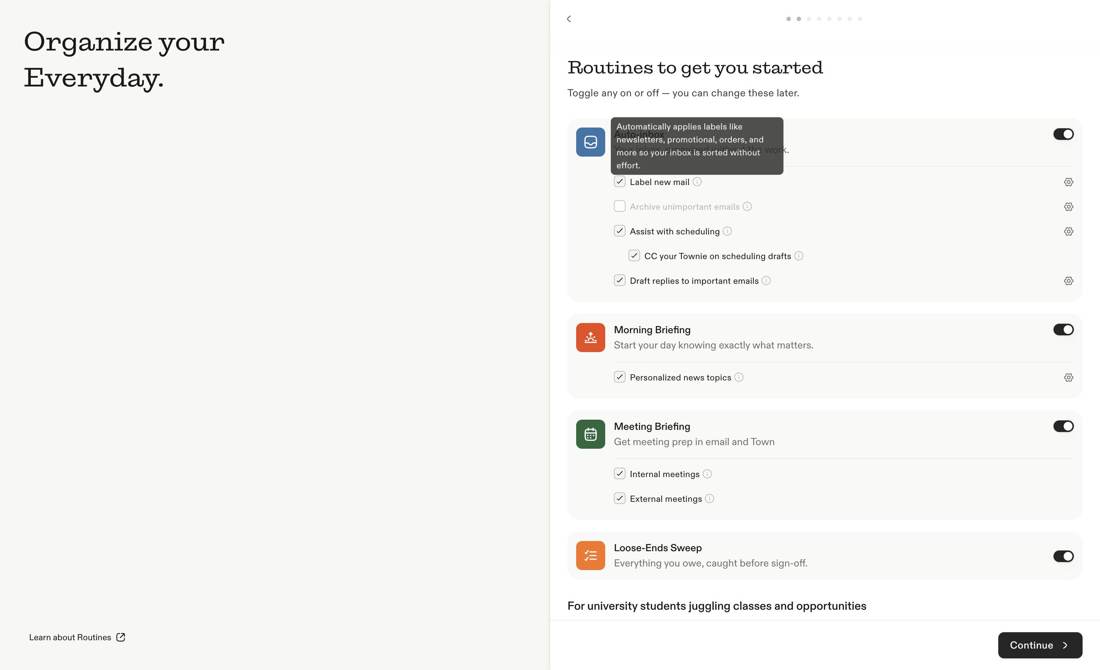 Organize your
Everyday.
Learn about Routines
Routines to get you started
Toggle any on or off — you can change these later.
Automatically applies labels like
newsletters, promotional, orders, and
more so your inbox is sorted without
effort.
work.
Label new mail
Archive unimportant emails
Assist with scheduling
CC your Townie on scheduling drafts
Draft replies to important emails
Morning Briefing
Start your day knowing exactly what matters.
Personalized news topics
Meeting Briefing
Get meeting prep in email and Town
Internal meetings
External meetings
Loose-Ends Sweep
Everything you owe, caught before sign-off.
For university students juggling classes and opportunities
Continue